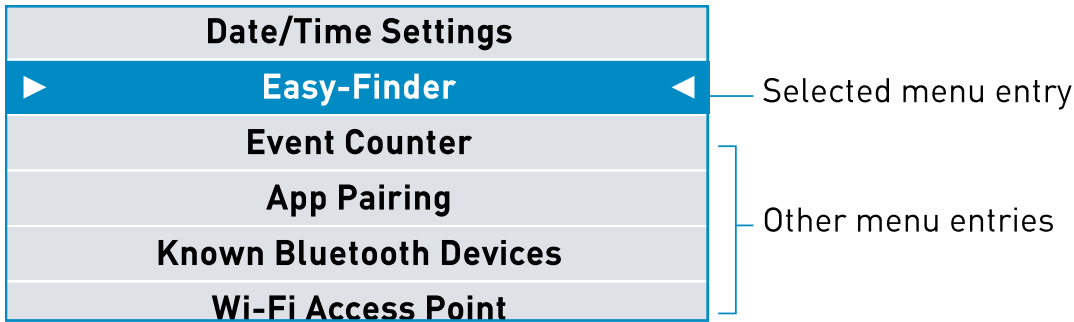 Date/Time Settings
Easy-Finder
Selected menu entry
Event Counter
App Pairing
Other menu entries
Known Bluetooth Devices
Wi-Fi Access Point